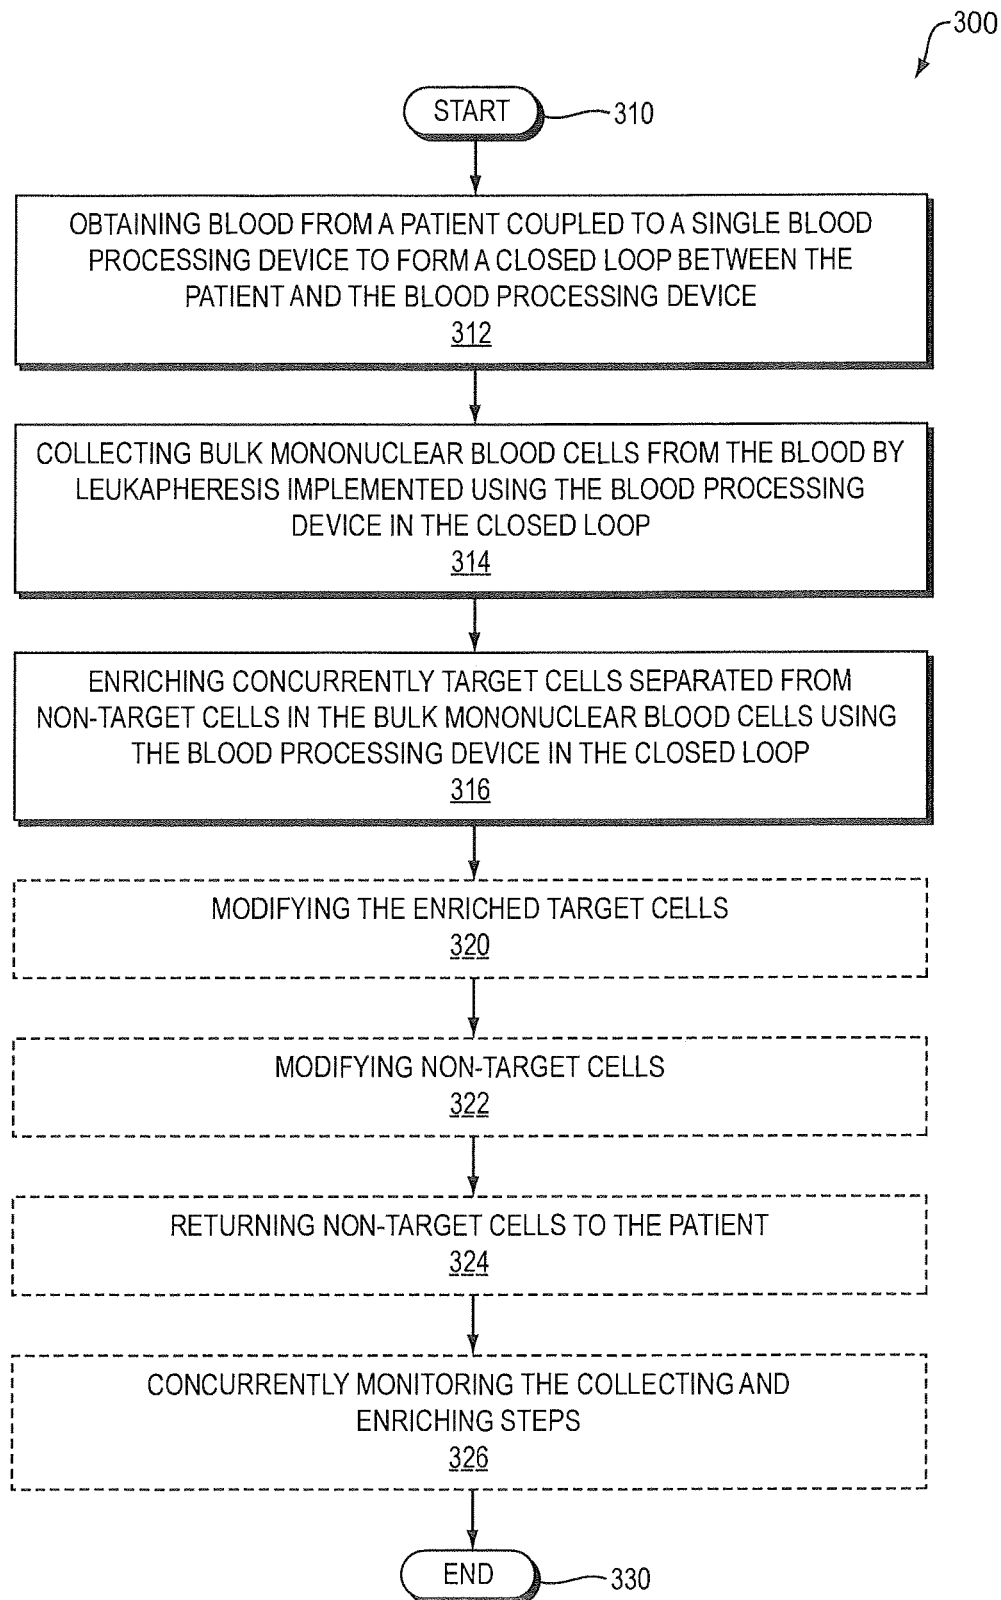 300
START
310
OBTAINING BLOOD FROM A PATIENT COUPLED TO A SINGLE BLOOD
PROCESSING DEVICE TO FORM A CLOSED LOOP BETWEEN THE
PATIENT AND THE BLOOD PROCESSING DEVICE
312
COLLECTING BULK MONONUCLEAR BLOOD CELLS FROM THE BLOOD BY
LEUKAPHERESIS IMPLEMENTED USING THE BLOOD PROCESSING
DEVICE IN THE CLOSED LOOP
314
ENRICHING CONCURRENTLY TARGET CELLS SEPARATED FROM
NON-TARGET CELLS IN THE BULK MONONUCLEAR BLOOD CELLS USING
THE BLOOD PROCESSING DEVICE IN THE CLOSED LOOP
316
MODIFYING THE ENRICHED TARGET CELLS
320
MODIFYING NON-TARGET CELLS
322
RETURNING NON-TARGET CELLS TO THE PATIENT
324
CONCURRENTLY MONITORING THE COLLECTING AND
ENRICHING STEPS
326
END
330